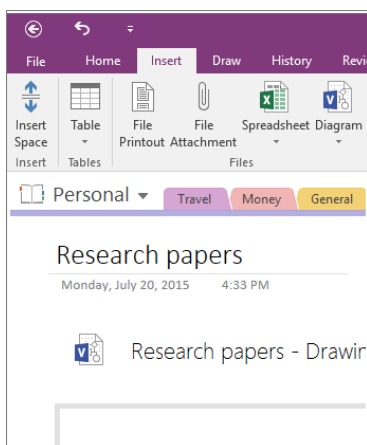 File Home Insert Draw History
Insert Space Table File Printout File Attachment Spreadsheet Diagram
Insert Tables Files
Personal Travel Money General
Research papers
Monday, July 20, 2015 4:33 PM
Research papers -